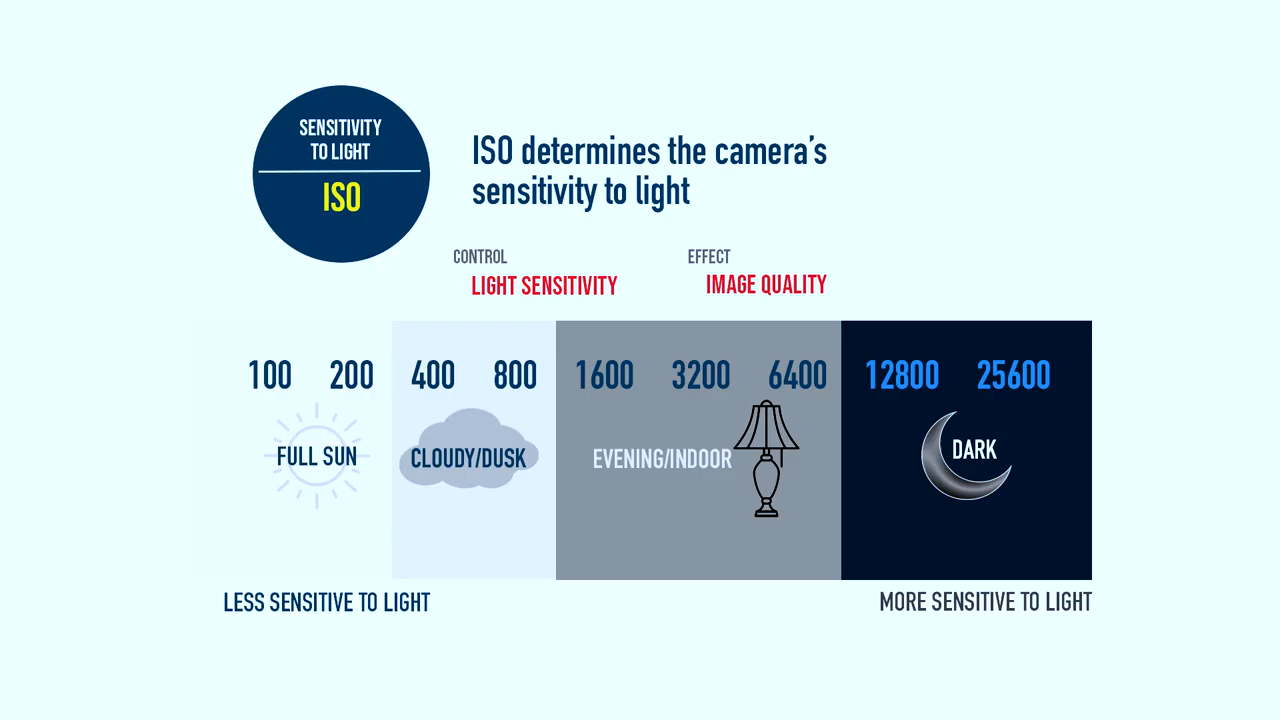 SENSITIVITY
TO LIGHT
ISO
ISO determines the camera's
sensitivity to light
CONTROL
LIGHT SENSITIVITY
EFFECT
IMAGE QUALITY
100 200 400 800 1600 3200 6400 12800 25600
FULL SUN
CLOUDY/DUSK
EVENING/INDOOR
DARK
LESS SENSITIVE TO LIGHT
MORE SENSITIVE TO LIGHT